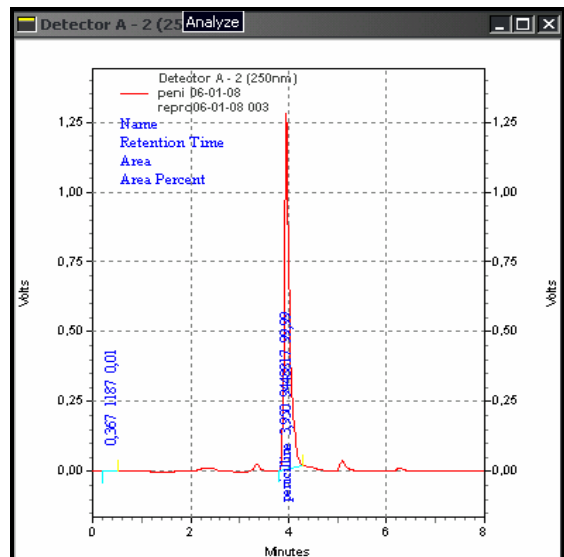 Detector A - 2 (25
Analyze
Detector A - 2 (250nm)
peni 06-01-08
repro06-01-08 003
Name
Retention Time
Area
Area Percent
1,25
1,00
0,75
0,50
0,25
0,00
Volts
0,367 1187 0,01
penicilline 3,950 99,99
1,25
1,00
0,75
0,50
0,25
0,00
Volts
0
2
4
6
8
Minutes